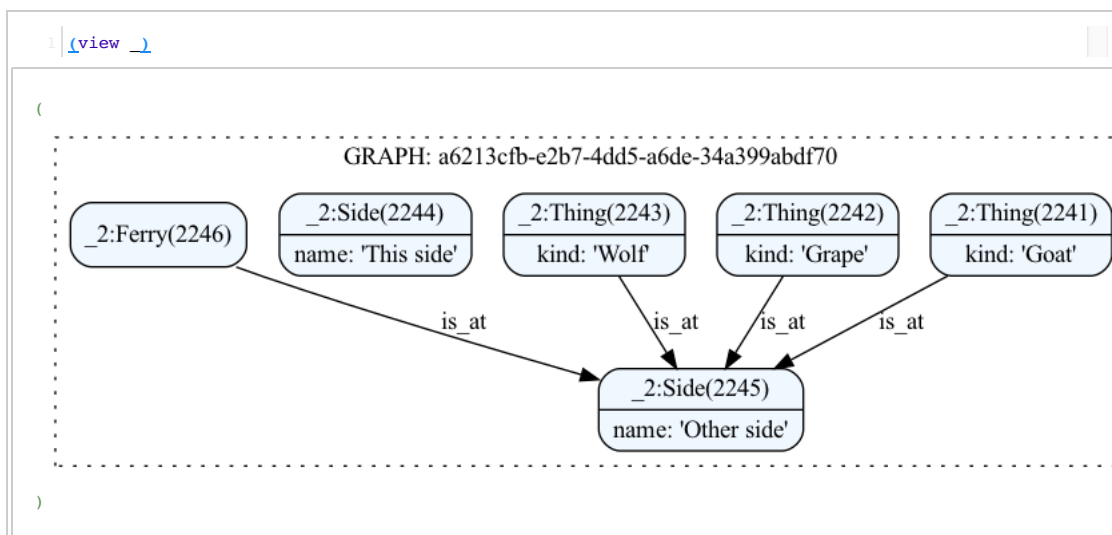 1 (view _)
(
GRAPH: a6213cfb-e2b7-4dd5-a6de-34a399abdf70
_2:Ferry(2246)
_2:Side(2244)
name: 'This side'
_2:Thing(2243)
kind: 'Wolf'
_2:Thing(2242)
kind: 'Grape'
_2:Thing(2241)
kind: 'Goat'
is_at
is_at
is_at
is_at
_2:Side(2245)
name: 'Other side'
)